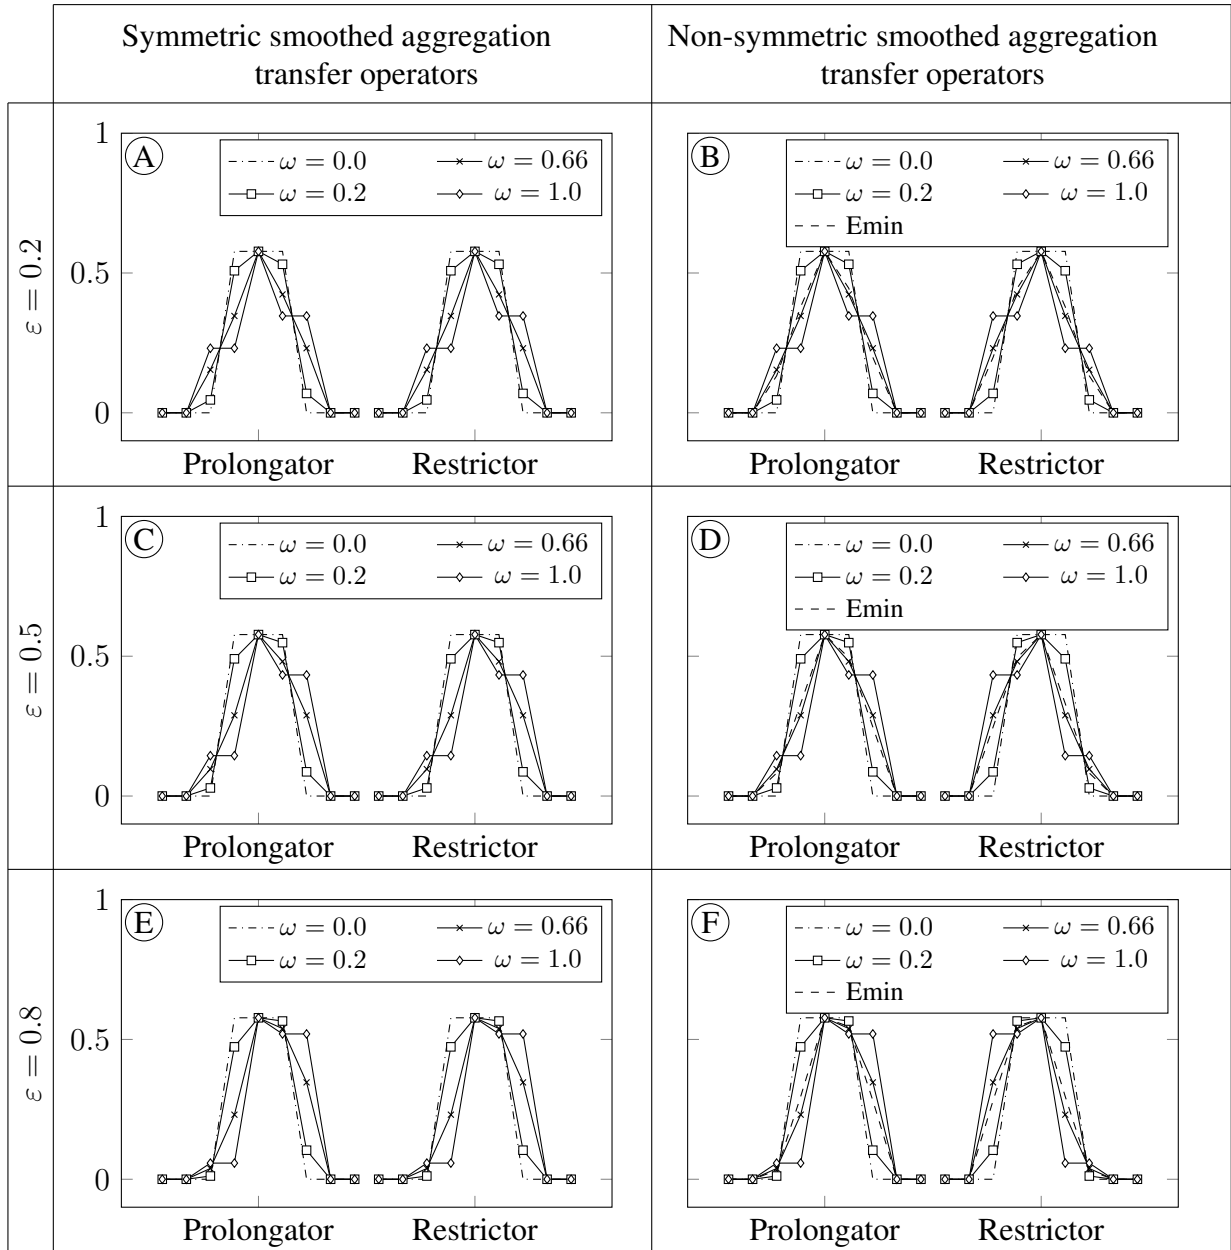 Symmetric smoothed aggregation
transfer operators
Non-symmetric smoothed aggregation
transfer operators
ε = 0.2
1
0.5
0
A
ω = 0.0
ω = 0.66
ω = 0.2
ω = 1.0
Prolongator
Restrictor
B
ω = 0.0
ω = 0.66
ω = 0.2
ω = 1.0
Emin
Prolongator
Restrictor
ε = 0.5
1
0.5
0
C
ω = 0.0
ω = 0.66
ω = 0.2
ω = 1.0
Prolongator
Restrictor
D
ω = 0.0
ω = 0.66
ω = 0.2
ω = 1.0
Emin
Prolongator
Restrictor
ε = 0.8
1
0.5
0
E
ω = 0.0
ω = 0.66
ω = 0.2
ω = 1.0
Prolongator
Restrictor
F
ω = 0.0
ω = 0.66
ω = 0.2
ω = 1.0
Emin
Prolongator
Restrictor